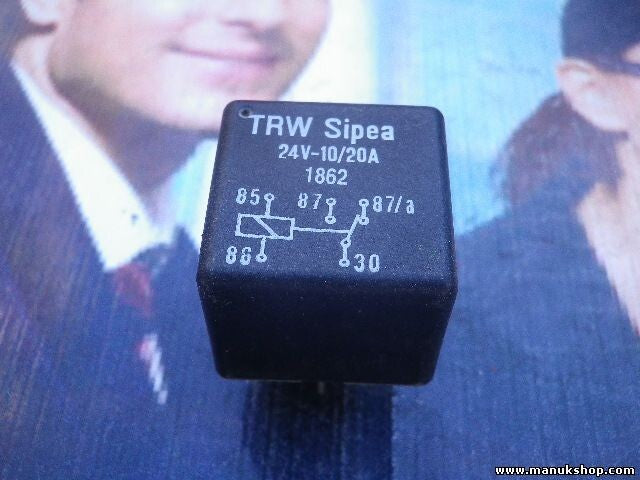 TRW Sipea
24V-10/20A
1862
85 87 87/a
86 30
www.manukshop.com